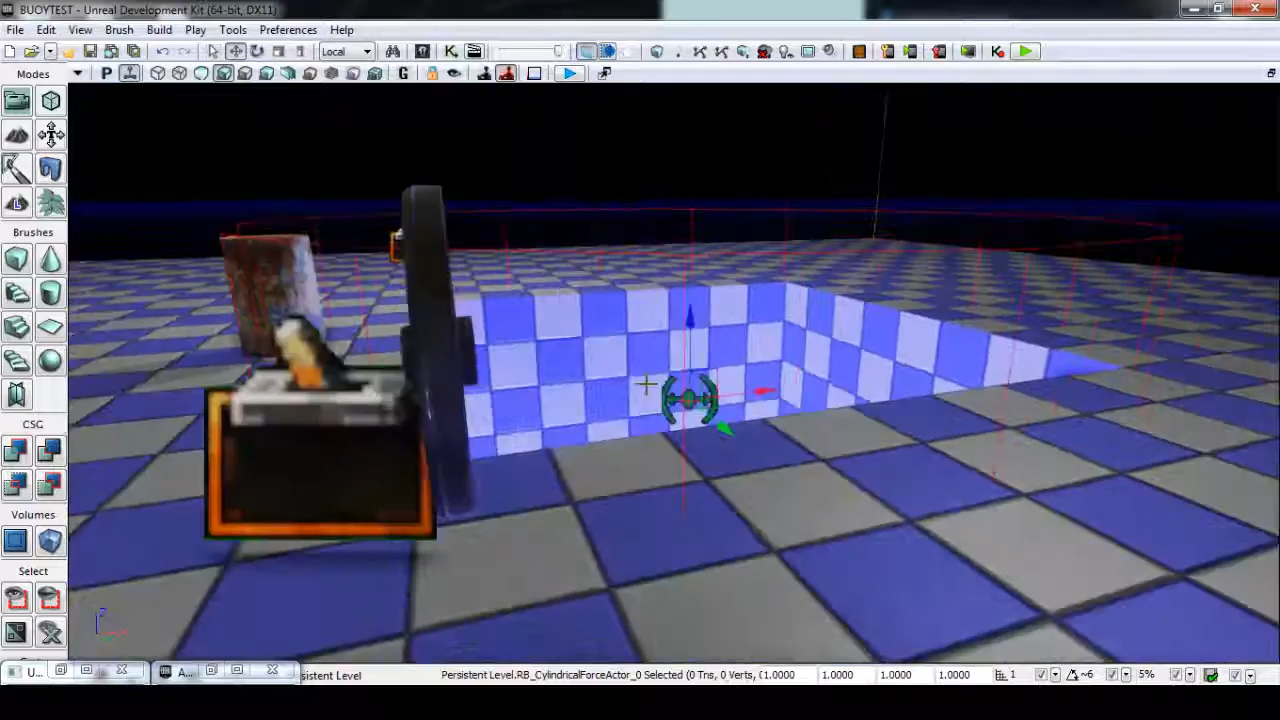 BUOYTEST - Unreal Development Kit (64-bit, DX11)
File Edit View Brush Build Play Tools Help Preferences
Local
Modes
P
G
Brushes
CSG
Volumes
Select
U...
A...
sistent Level
Persistent Level.RB_CylindricalForceActor_0 Selected (0 Tris, 0 Verts, (
1.0000
1.0000
1.0000
1.0000
1
~6
5%